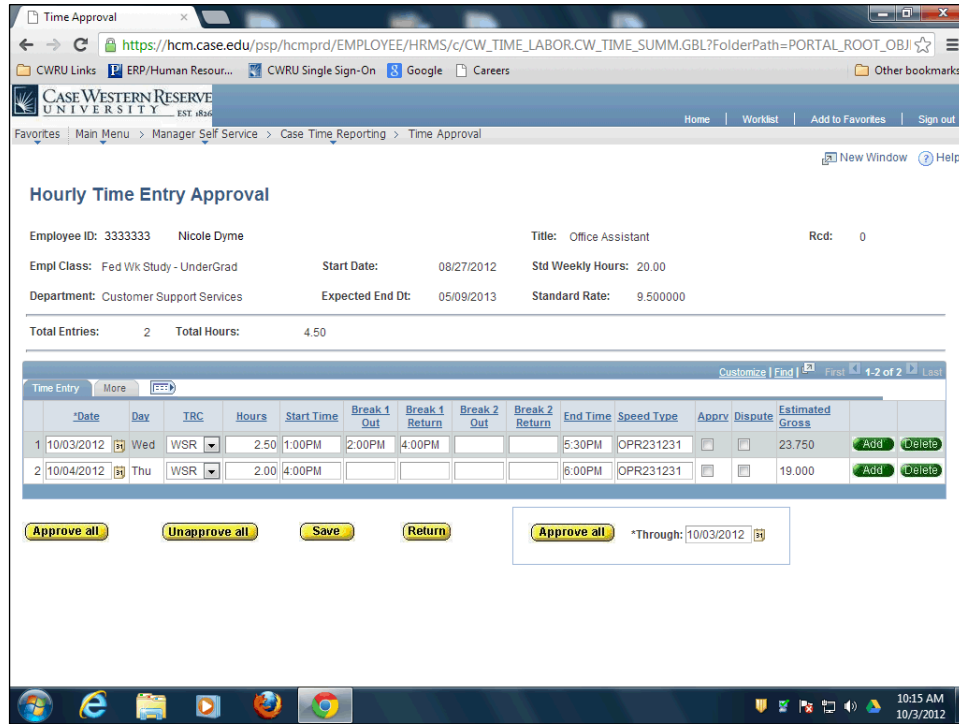 Time Approval
https://hcm.case.edu/psp/hcmprd/EMPLOYEE/HRMS/c/CW_TIME_LABOR.CW_TIME_SUMM.GBL?FolderPath=PORTAL_ROOT_OBJ
CWRU Links ERP/Human Resour... CWRU Single Sign-On Google Careers Other bookmarks
CASE WESTERN RESERVE
UNIVERSITY EST. 1826
Home | Worklist | Add to Favorites | Sign out
Favorites Main Menu > Manager Self Service > Case Time Reporting > Time Approval
New Window Help
Hourly Time Entry Approval
Employee ID: 3333333 Nicole Dyme Title: Office Assistant Rcd: 0
Empl Class: Fed Wk Study - UnderGrad Start Date: 08/27/2012 Std Weekly Hours: 20.00
Department: Customer Support Services Expected End Dt: 05/09/2013 Standard Rate: 9.500000
Total Entries: 2 Total Hours: 4.50
Customize | Find | First 1-2 of 2 Last
Time Entry More
*Date Day TRC Hours Start Time Break 1 Out Break 1 Return Break 2 Out Break 2 Return End Time Speed Type Apprv Dispute Estimated Gross
1 10/03/2012 Wed WSR 2.50 1:00PM 2:00PM 4:00PM 5:30PM OPR231231 23.750 Add Delete
2 10/04/2012 Thu WSR 2.00 4:00PM 6:00PM OPR231231 19.000 Add Delete
Approve all Unapprove all Save Return Approve all *Through: 10/03/2012
10:15 AM
10/3/2012